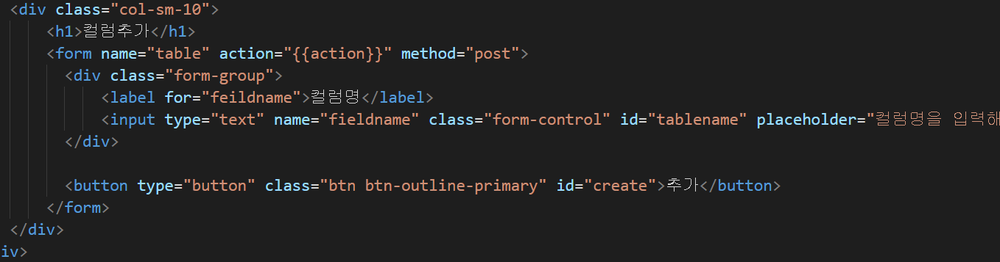 <div class="col-sm-10">
<h1>컬럼추가</h1>
<form name="table" action="{{action}}" method="post">
<div class="form-group">
<label for="feildname">컬럼명</label>
<input type="text" name="fieldname" class="form-control" id="tablename" placeholder="컬럼명을 입력해
</div>
<button type="button" class="btn btn-outline-primary" id="create">추가</button>
</form>
</div>
iv>